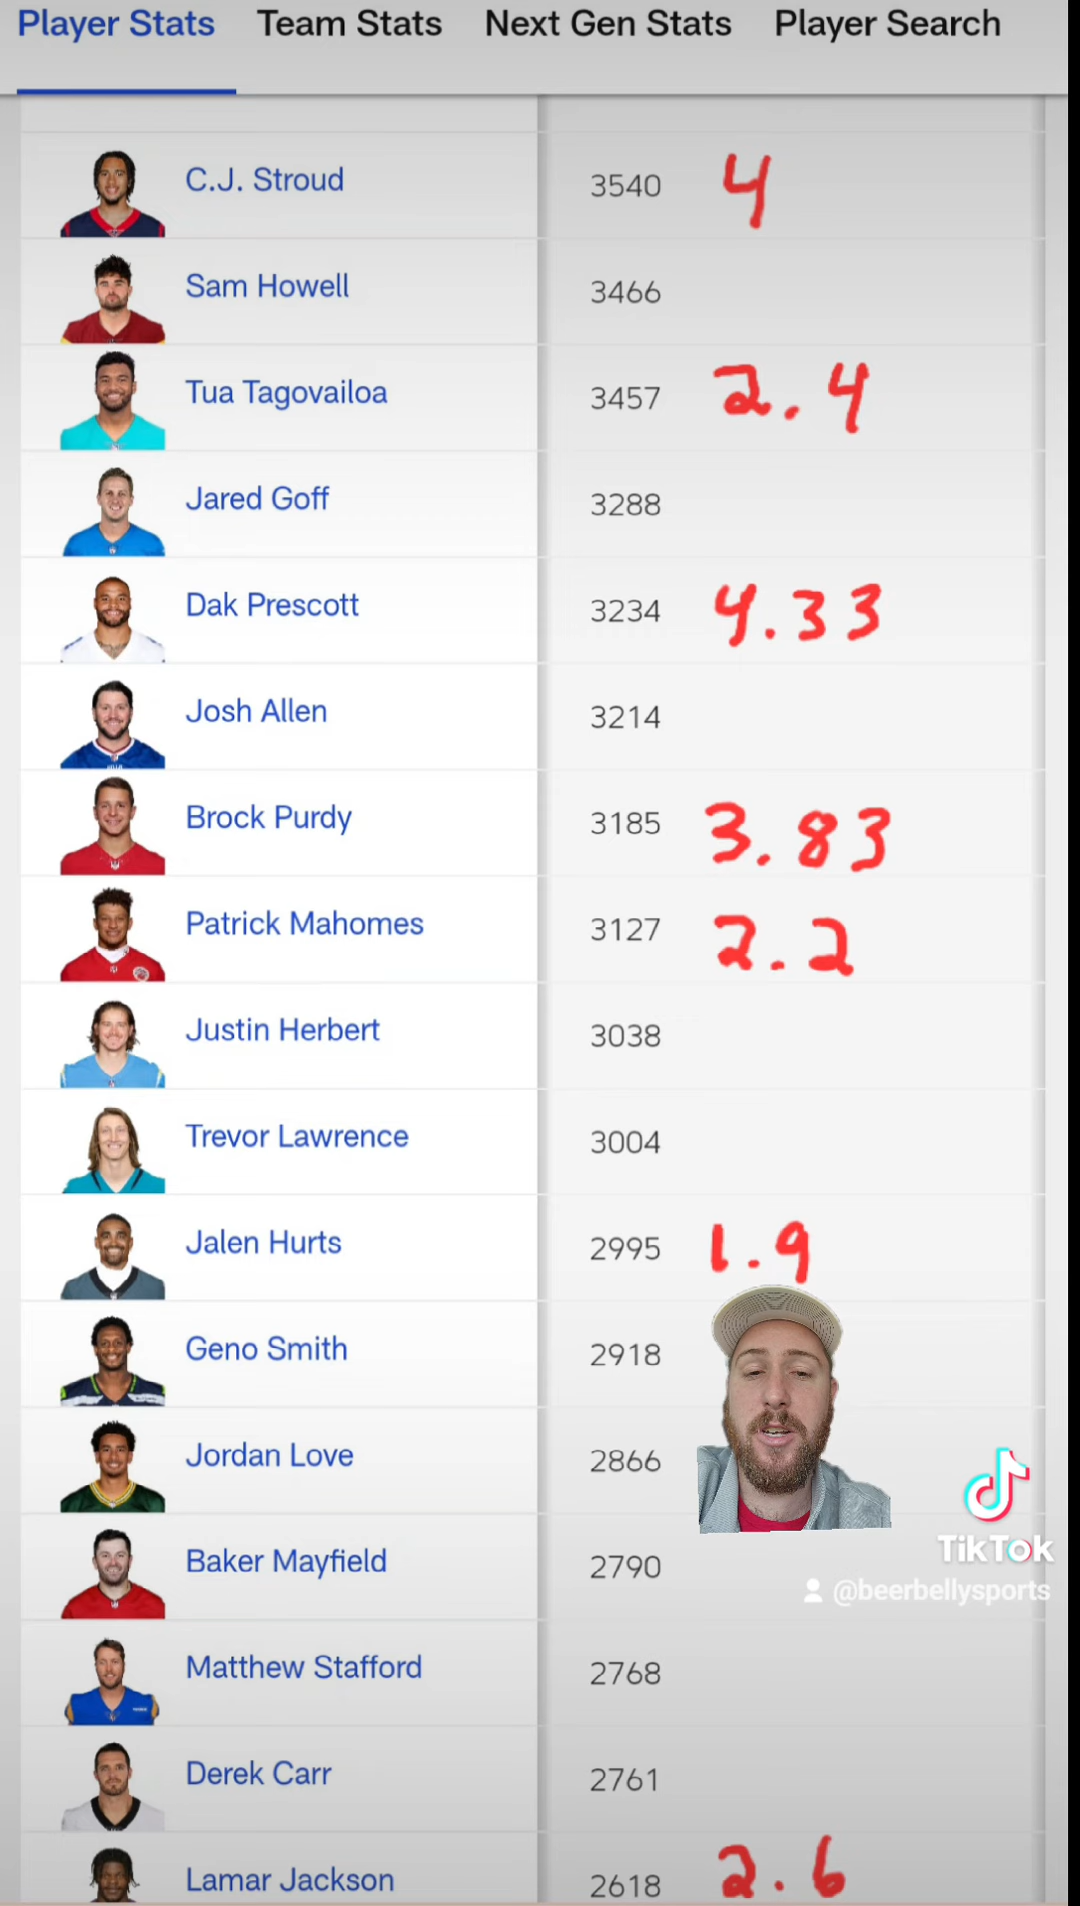 Player Stats Team Stats Next Gen Stats Player Search
C.J. Stroud 3540 4
Sam Howell 3466
Tua Tagovailoa 3457 2.4
Jared Goff 3288
Dak Prescott 3234 4.33
Josh Allen 3214
Brock Purdy 3185 3.83
Patrick Mahomes 3127 2.2
Justin Herbert 3038
Trevor Lawrence 3004
Jalen Hurts 2995 1.9
Geno Smith 2918
Jordan Love 2866
Baker Mayfield 2790
TikTok
@beerbellysports
Matthew Stafford 2768
Derek Carr 2761
Lamar Jackson 2618 2.6